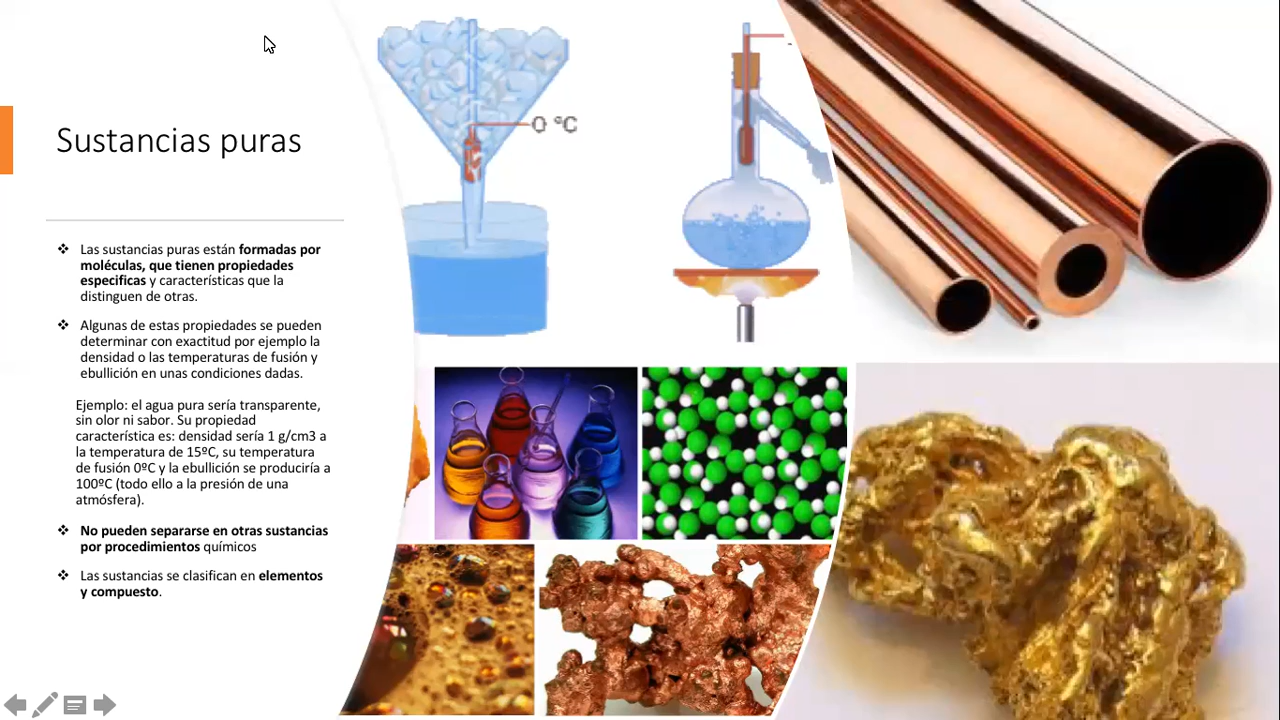 Sustancias puras
❖ Las sustancias puras están formadas por
moléculas, que tienen propiedades
especificas y características que la
distinguen de otras.
❖ Algunas de estas propiedades se pueden
determinar con exactitud por ejemplo la
densidad o las temperaturas de fusión y
ebullición en unas condiciones dadas.
Ejemplo: el agua pura sería transparente,
sin olor ni sabor. Su propiedad
característica es: densidad sería 1 g/cm3 a
la temperatura de 15ºC, su temperatura
de fusión 0ºC y la ebullición se produciría a
100ºC (todo ello a la presión de una
atmósfera).
❖ No pueden separarse en otras sustancias
por procedimientos químicos
❖ Las sustancias se clasifican en elementos
y compuesto.
0 ºC